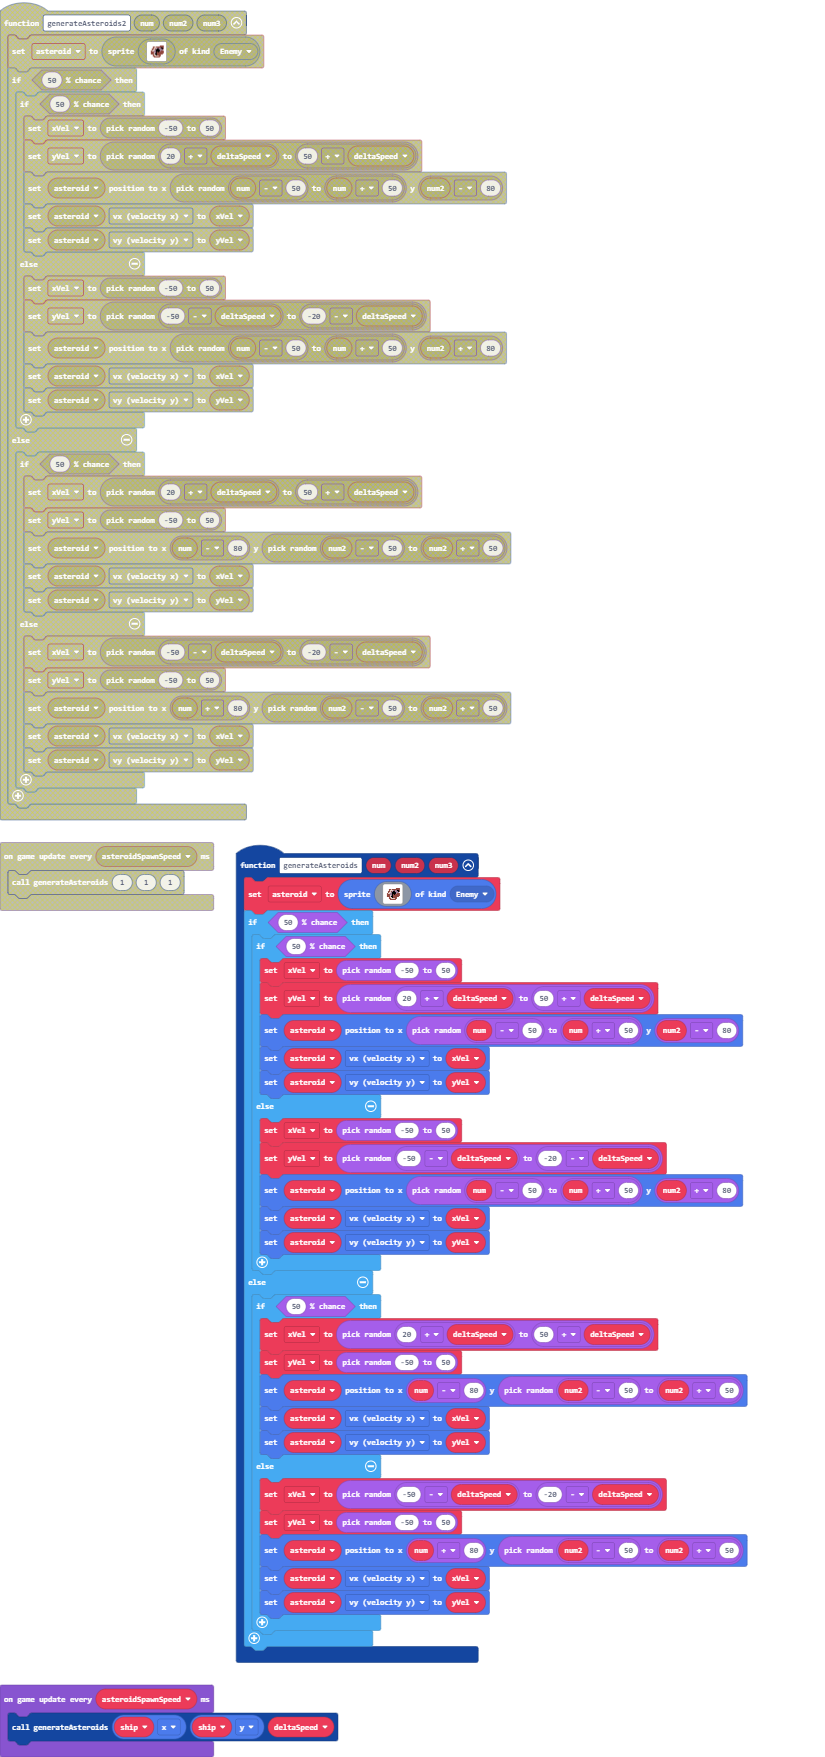 function generateAsteroids2 num num2 num3
set asteroid to sprite of kind Enemy
if 50 % chance then
if 50 % chance then
set xVel to pick random -50 to 50
set yVel to pick random 20 + deltaSpeed to 50 + deltaSpeed
set asteroid position to x pick random num - 50 to num + 50 y num2 - 80
set asteroid vx (velocity x) to xVel
set asteroid vy (velocity y) to yVel
else
set xVel to pick random -50 to 50
set yVel to pick random -50 - deltaSpeed to -20 - deltaSpeed
set asteroid position to x pick random num - 50 to num + 50 y num2 + 80
set asteroid vx (velocity x) to xVel
set asteroid vy (velocity y) to yVel
else
if 50 % chance then
set xVel to pick random 20 + deltaSpeed to 50 + deltaSpeed
set yVel to pick random -50 to 50
set asteroid position to x num - 80 y pick random num2 - 50 to num2 + 50
set asteroid vx (velocity x) to xVel
set asteroid vy (velocity y) to yVel
else
set xVel to pick random -50 - deltaSpeed to -20 - deltaSpeed
set yVel to pick random -50 to 50
set asteroid position to x num + 80 y pick random num2 - 50 to num2 + 50
set asteroid vx (velocity x) to xVel
set asteroid vy (velocity y) to yVel
on game update every asteroidSpawnSpeed ms
call generateAsteroids 1 1 1
function generateAsteroids num num2 num3
set asteroid to sprite of kind Enemy
if 50 % chance then
if 50 % chance then
set xVel to pick random -50 to 50
set yVel to pick random 20 + deltaSpeed to 50 + deltaSpeed
set asteroid position to x pick random num - 50 to num + 50 y num2 - 80
set asteroid vx (velocity x) to xVel
set asteroid vy (velocity y) to yVel
else
set xVel to pick random -50 to 50
set yVel to pick random -50 - deltaSpeed to -20 - deltaSpeed
set asteroid position to x pick random num - 50 to num + 50 y num2 + 80
set asteroid vx (velocity x) to xVel
set asteroid vy (velocity y) to yVel
else
if 50 % chance then
set xVel to pick random 20 + deltaSpeed to 50 + deltaSpeed
set yVel to pick random -50 to 50
set asteroid position to x num - 80 y pick random num2 - 50 to num2 + 50
set asteroid vx (velocity x) to xVel
set asteroid vy (velocity y) to yVel
else
set xVel to pick random -50 - deltaSpeed to -20 - deltaSpeed
set yVel to pick random -50 to 50
set asteroid position to x num + 80 y pick random num2 - 50 to num2 + 50
set asteroid vx (velocity x) to xVel
set asteroid vy (velocity y) to yVel
on game update every asteroidSpawnSpeed ms
call generateAsteroids ship x ship y deltaSpeed